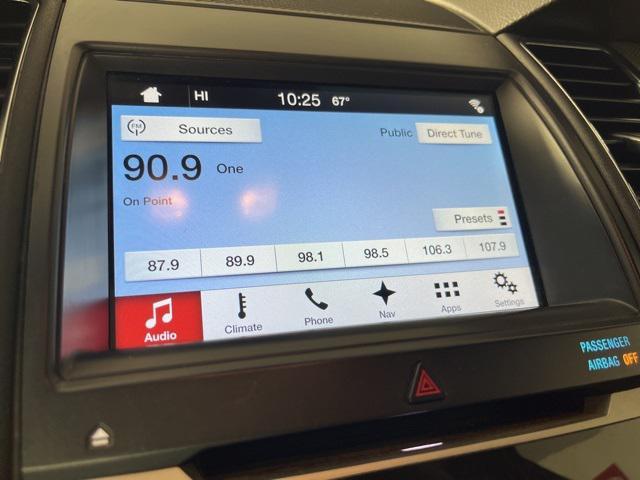 HI 10:25 67°
FM Sources Public Direct Tune
90.9 One
On Point
Presets
87.9 89.9 98.1 98.5 106.3 107.9
Audio Climate Phone Nav Apps Settings
PASSENGER
AIRBAG OFF